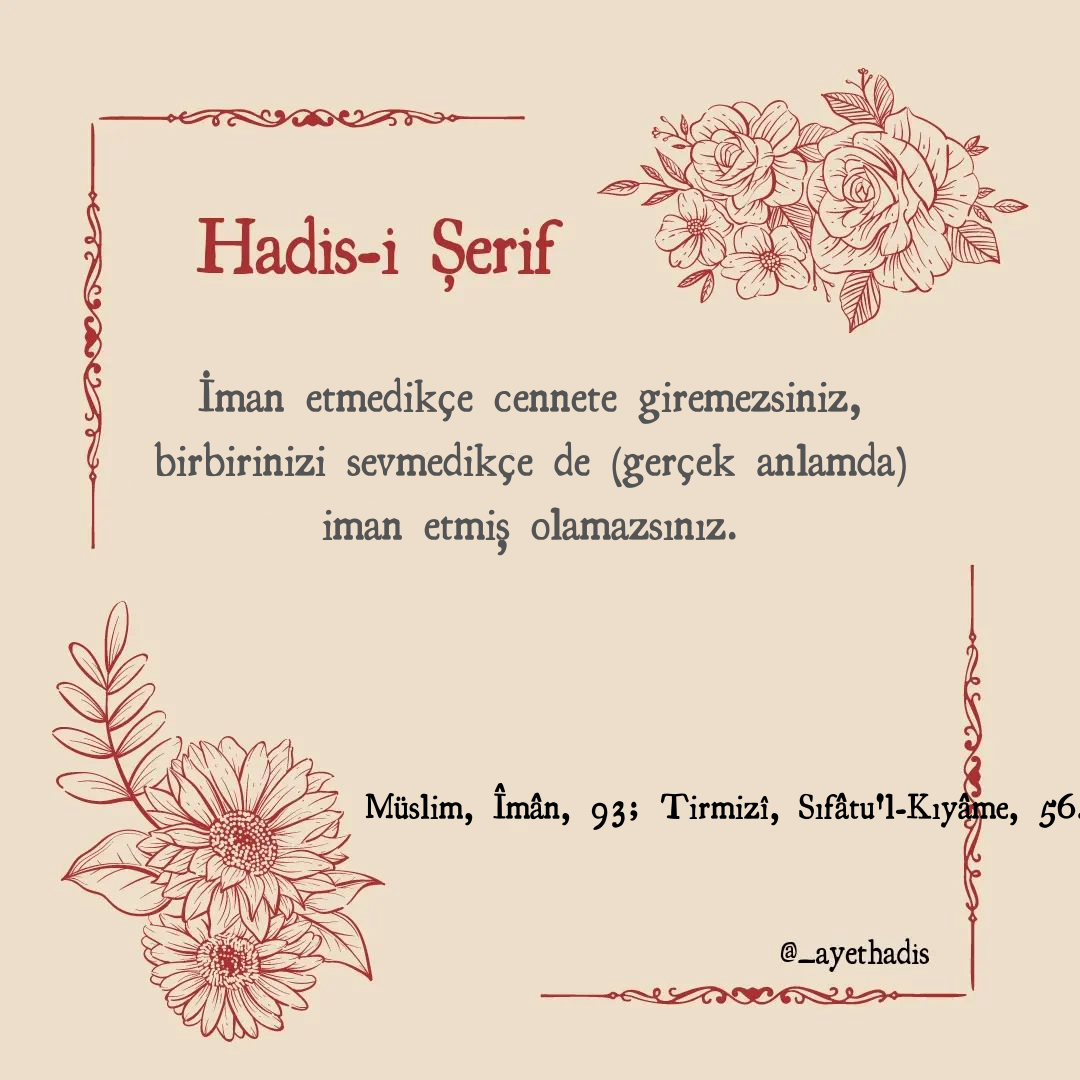 Hadis-i Şerif
İman etmedikçe cennete giremezsiniz,
birbirinizi sevmedikçe de (gerçek anlamda)
iman etmiş olamazsınız.
Müslim, Îmân, 93; Tirmizî, Sıfâtu'l-Kıyâme, 56.
@_ayethadis